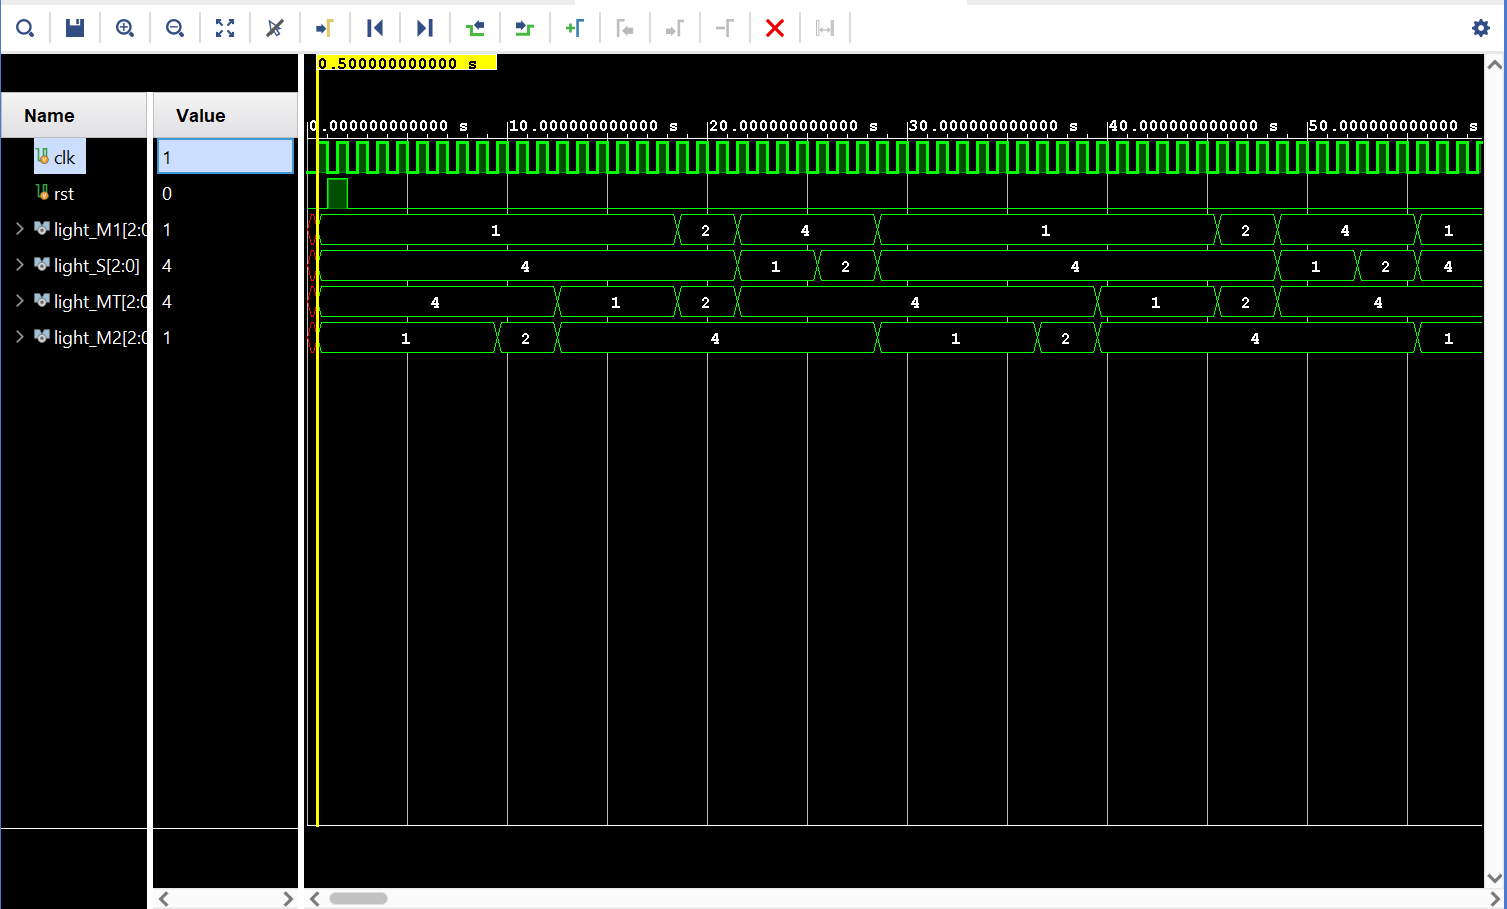 0.500000000000 s
Name Value
0.000000000000 s 10.000000000000 s 20.000000000000 s 30.000000000000 s 40.000000000000 s 50.000000000000 s
clk 1
rst 0
light_M1[2:0 1 1 2 4 1 2 4 1
light_S[2:0] 4 4 1 2 4 1 2 4
light_MT[2:0 4 4 1 2 4 1 2 4
light_M2[2:0 1 1 2 4 1 2 4 1